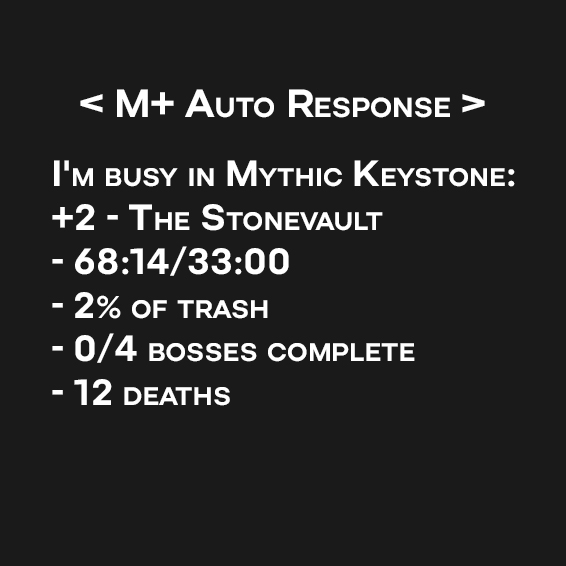 < M+ Auto Response >
I'm busy in Mythic Keystone:
+2 - The Stonevault
- 68:14/33:00
- 2% of trash
- 0/4 bosses complete
- 12 deaths